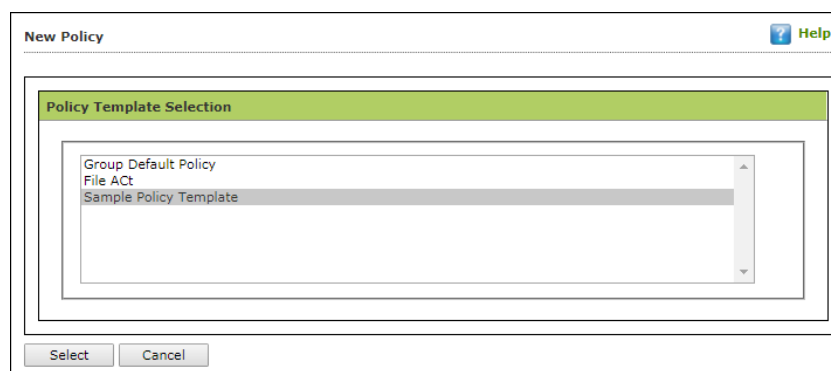 New Policy
Help
Policy Template Selection
Group Default Policy
File ACt
Sample Policy Template
Select
Cancel